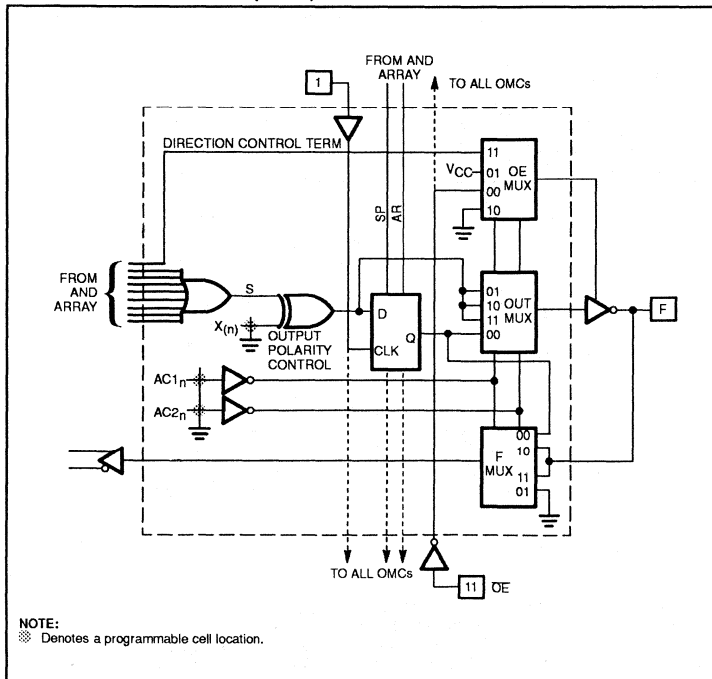 FROM AND
ARRAY
1
TO ALL OMCs
DIRECTION CONTROL TERM
11
VCC
01
OE
00
MUX
10
SP
AR
FROM
AND
ARRAY
S
X(n)
OUTPUT
POLARITY
CONTROL
D
Q
CLK
01
10
OUT
11
MUX
00
F
AC1n
AC2n
00
10
F
MUX
11
01
TO ALL OMCs
11
OE
NOTE:
Denotes a programmable cell location.